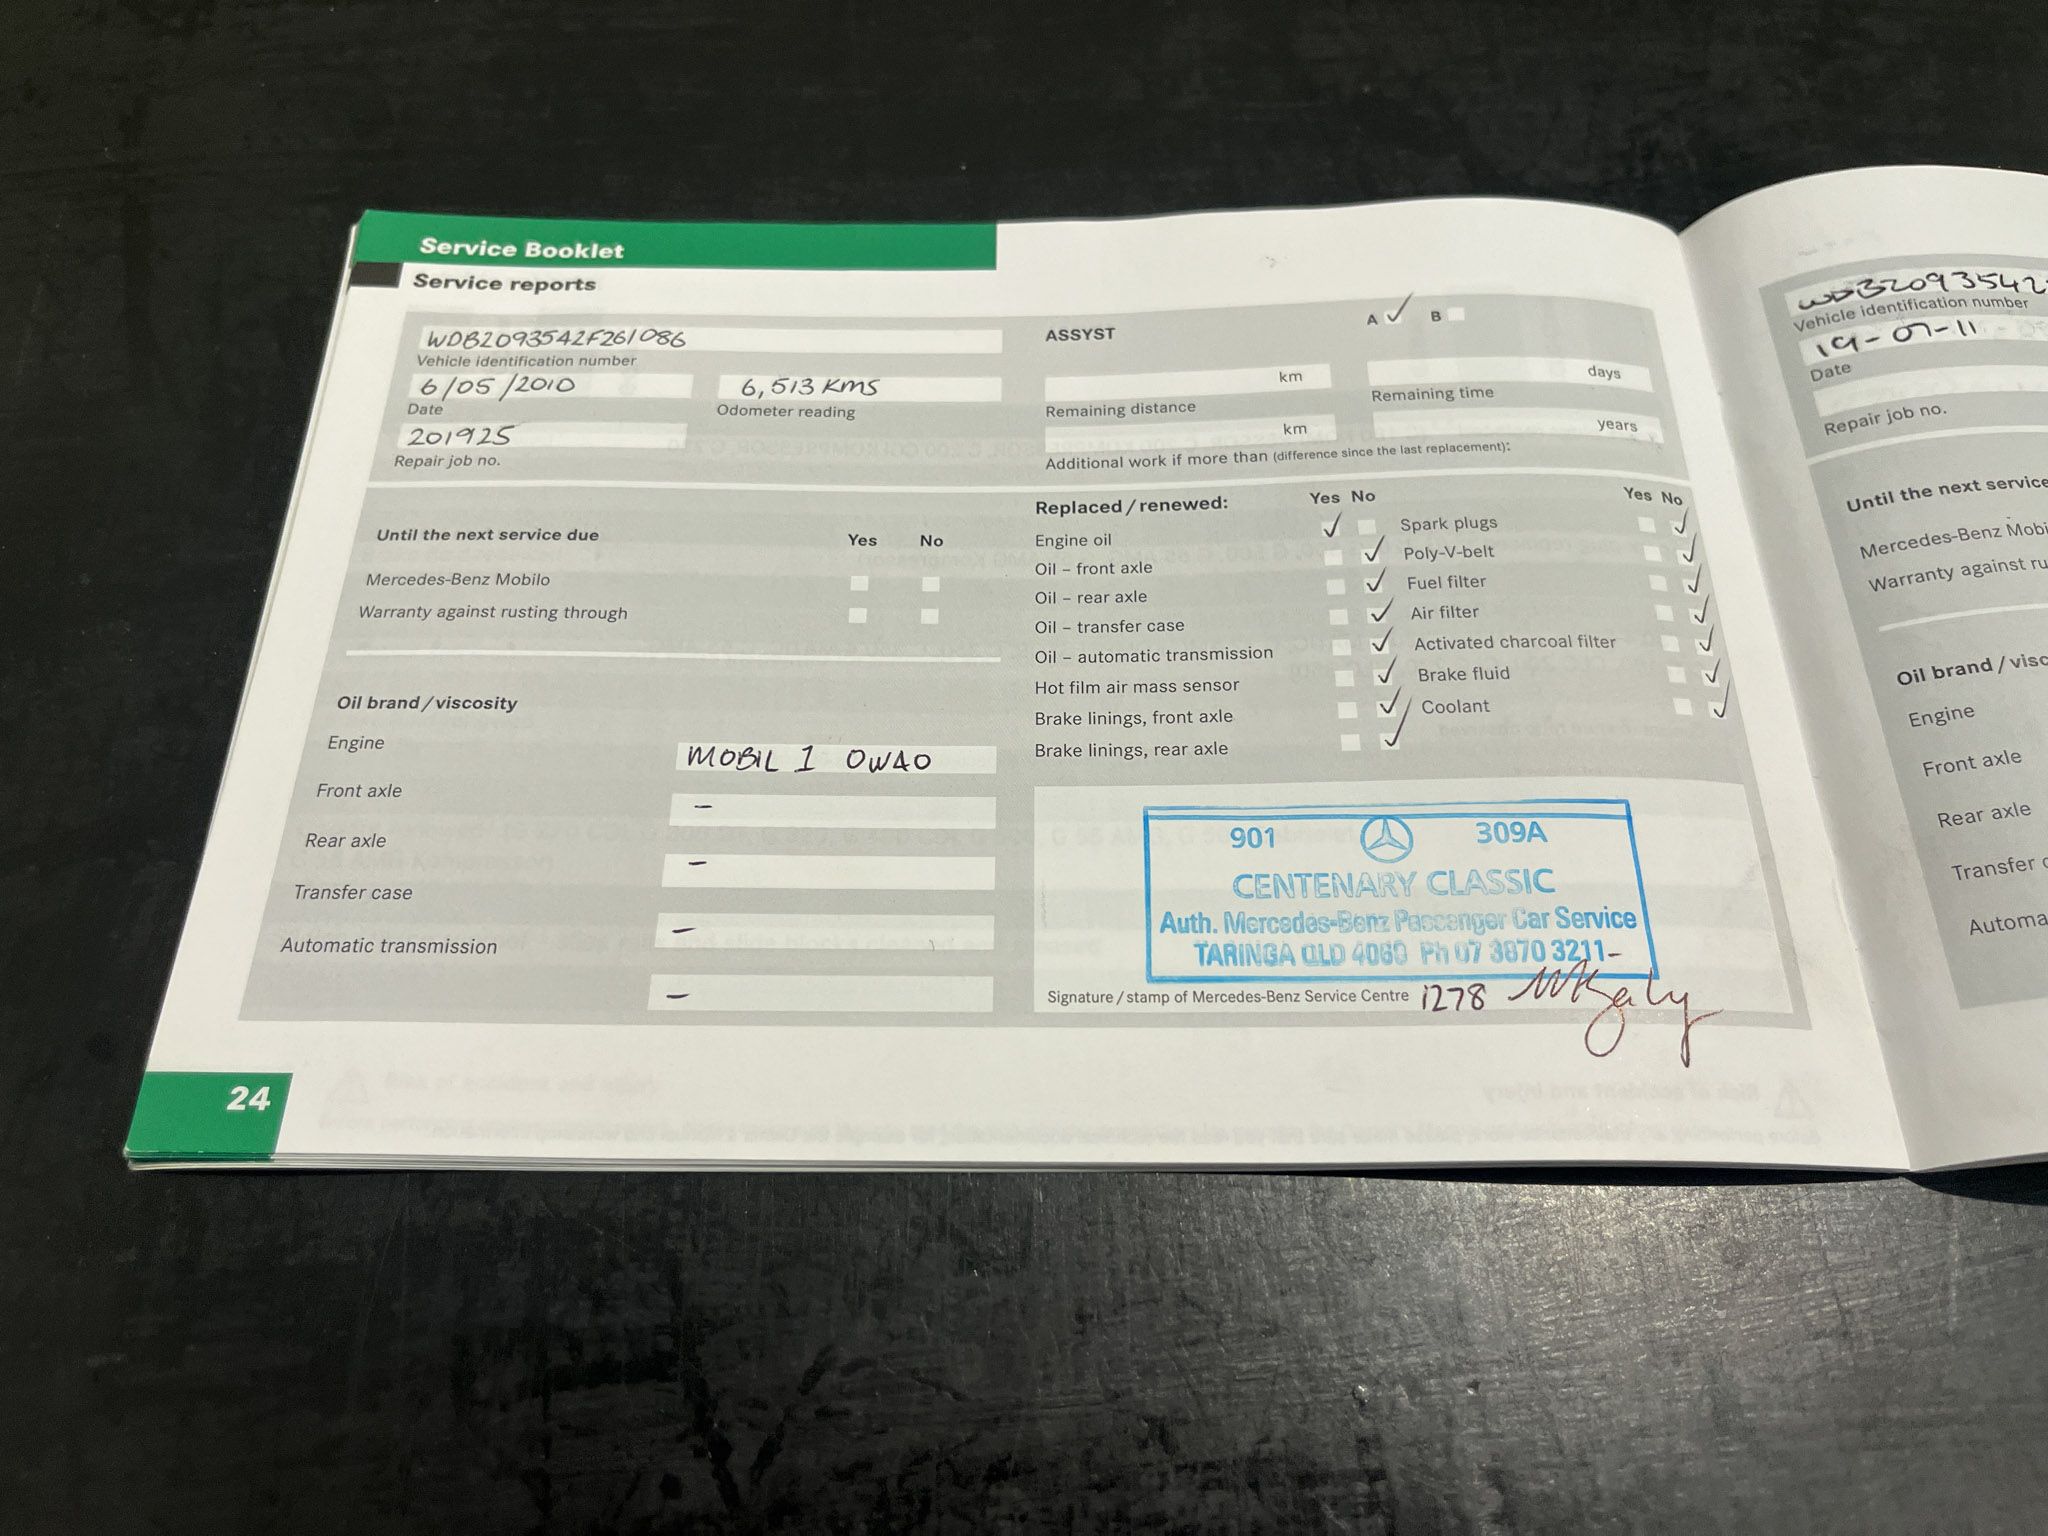 Service Booklet
Service reports
WDB2093542F261086
Vehicle identification number
6/05/2010
6,513 KMS
Date
Odometer reading
201925
Repair job no.
ASSYST
A ✓ B
km
days
Remaining distance
Remaining time
km
years
Additional work if more than (difference since the last replacement):
Until the next service due Yes No
Mercedes-Benz Mobilo
Warranty against rusting through
Oil brand/viscosity
Engine
MOBIL 1 0W40
Front axle
–
Rear axle
–
Transfer case
–
Automatic transmission
–
Replaced/renewed: Yes No
Yes No
Engine oil ✓
Spark plugs ✓
Oil – front axle ✓
Poly-V-belt ✓
Oil – rear axle ✓
Fuel filter ✓
Oil – transfer case ✓
Air filter ✓
Oil – automatic transmission ✓
Activated charcoal filter ✓
Hot film air mass sensor ✓
Brake fluid ✓
Brake linings, front axle ✓
Coolant ✓
Brake linings, rear axle ✓
901 309A
CENTENARY CLASSIC
Auth. Mercedes-Benz Passenger Car Service
TARINGA QLD 4068 Ph 07 3870 3211
Signature/stamp of Mercedes-Benz Service Centre 1278
24
WDB2093542
Vehicle identification number
19-07-11
Date
Repair job no.
Until the next service
Mercedes-Benz Mobi
Warranty against ru
Oil brand/visc
Engine
Front axle
Rear axle
Transfer c
Automa